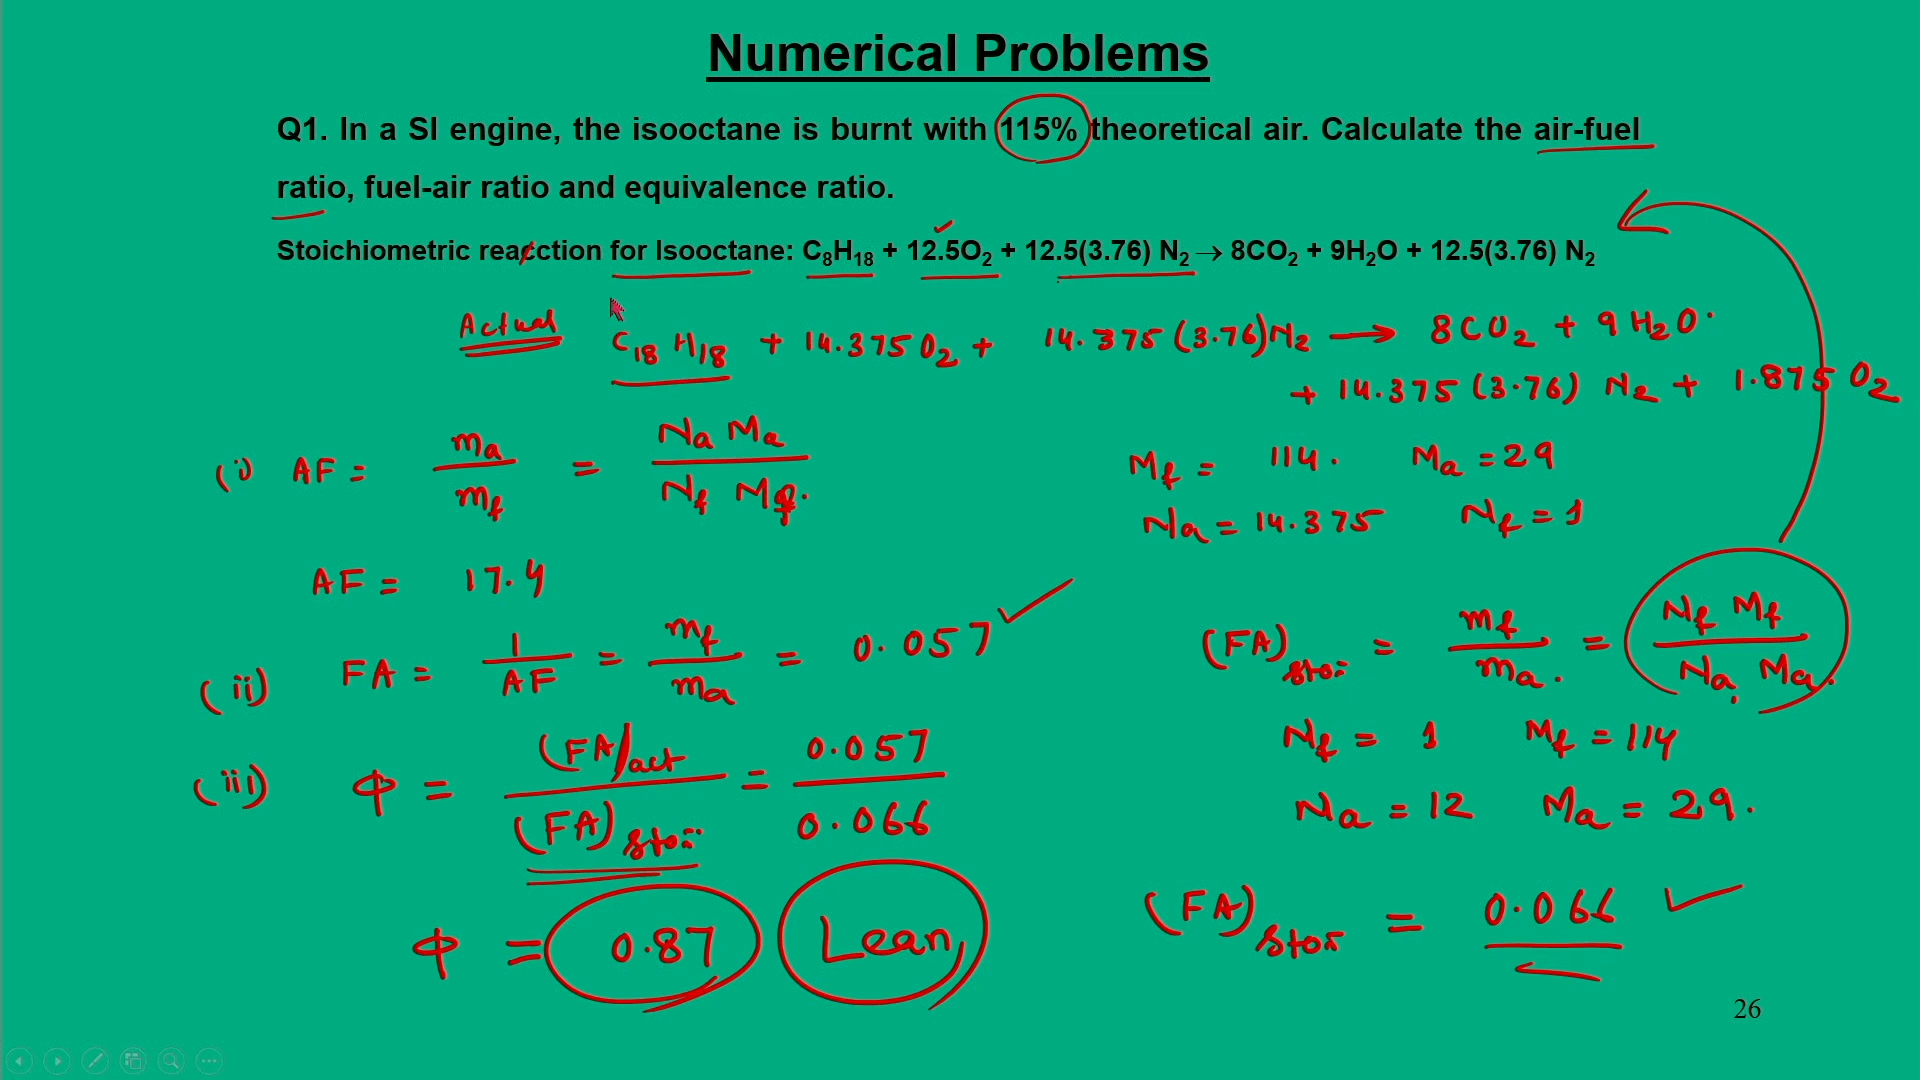 Numerical Problems
Q1. In a SI engine, the isooctane is burnt with 115% theoretical air. Calculate the air-fuel
ratio, fuel-air ratio and equivalence ratio.
Stoichiometric reacction for Isooctane: C₈H₁₈ + 12.5O₂ + 12.5(3.76) N₂ → 8CO₂ + 9H₂O + 12.5(3.76) N₂
Actual C₁₈ H₁₈ + 14.375 O₂ + 14.375 (3.76) N₂ → 8CO₂ + 9H₂O.
+ 14.375 (3.76) N₂ + 1.875 O₂
(i) AF = ma / mf = Na Ma / Nf Mf.
Mf = 114. Ma = 29
Na = 14.375 Nf = 1
AF = 17.4
(ii) FA = 1 / AF = mf / ma = 0.057
(FA)stoi = mf / ma. = Nf Mf / Na Ma.
(iii) φ = (FA)act / (FA)stoi = 0.057 / 0.066
Nf = 1 Mf = 114
Na = 12 Ma = 29.
φ = 0.87 Lean
(FA)stoi = 0.066
26